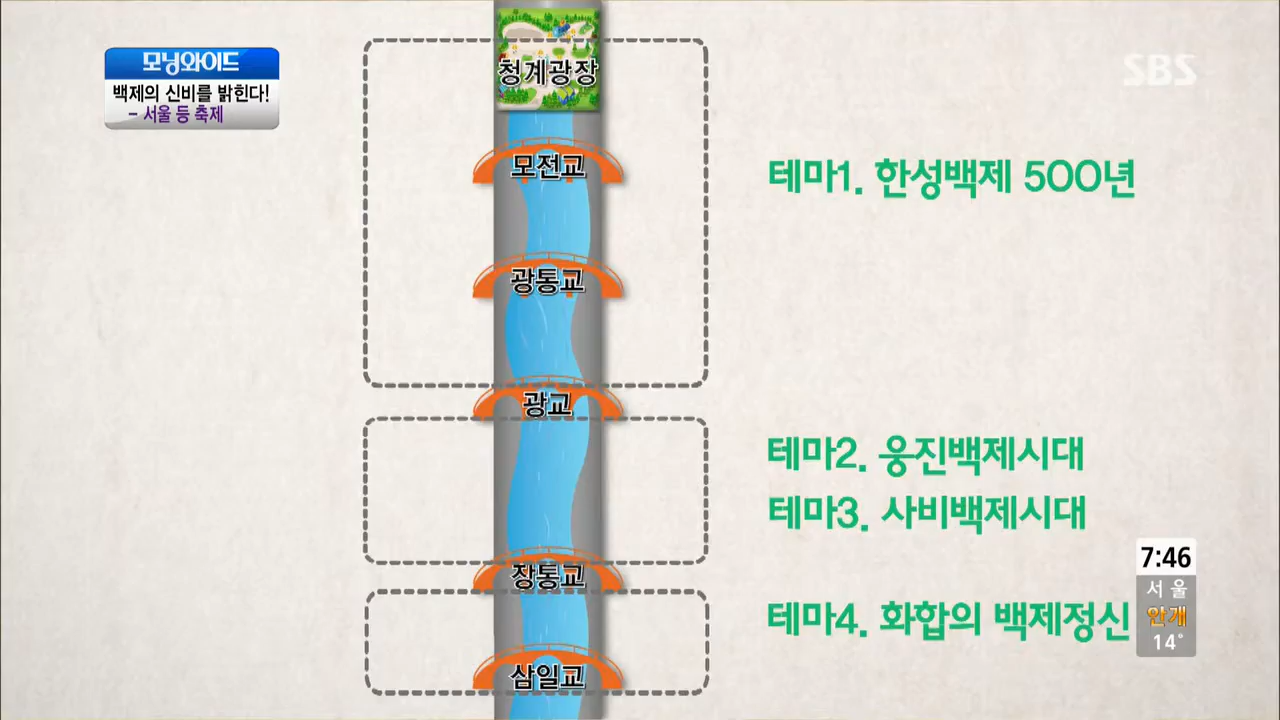 모닝와이드
백제의 신비를 밝힌다!
- 서울 등 축제
SBS
청계광장
모전교
테마1. 한성백제 500년
광통교
광교
테마2. 웅진백제시대
테마3. 사비백제시대
장통교
테마4. 화합의 백제정신
삼일교
7:46
서울
안개
14°